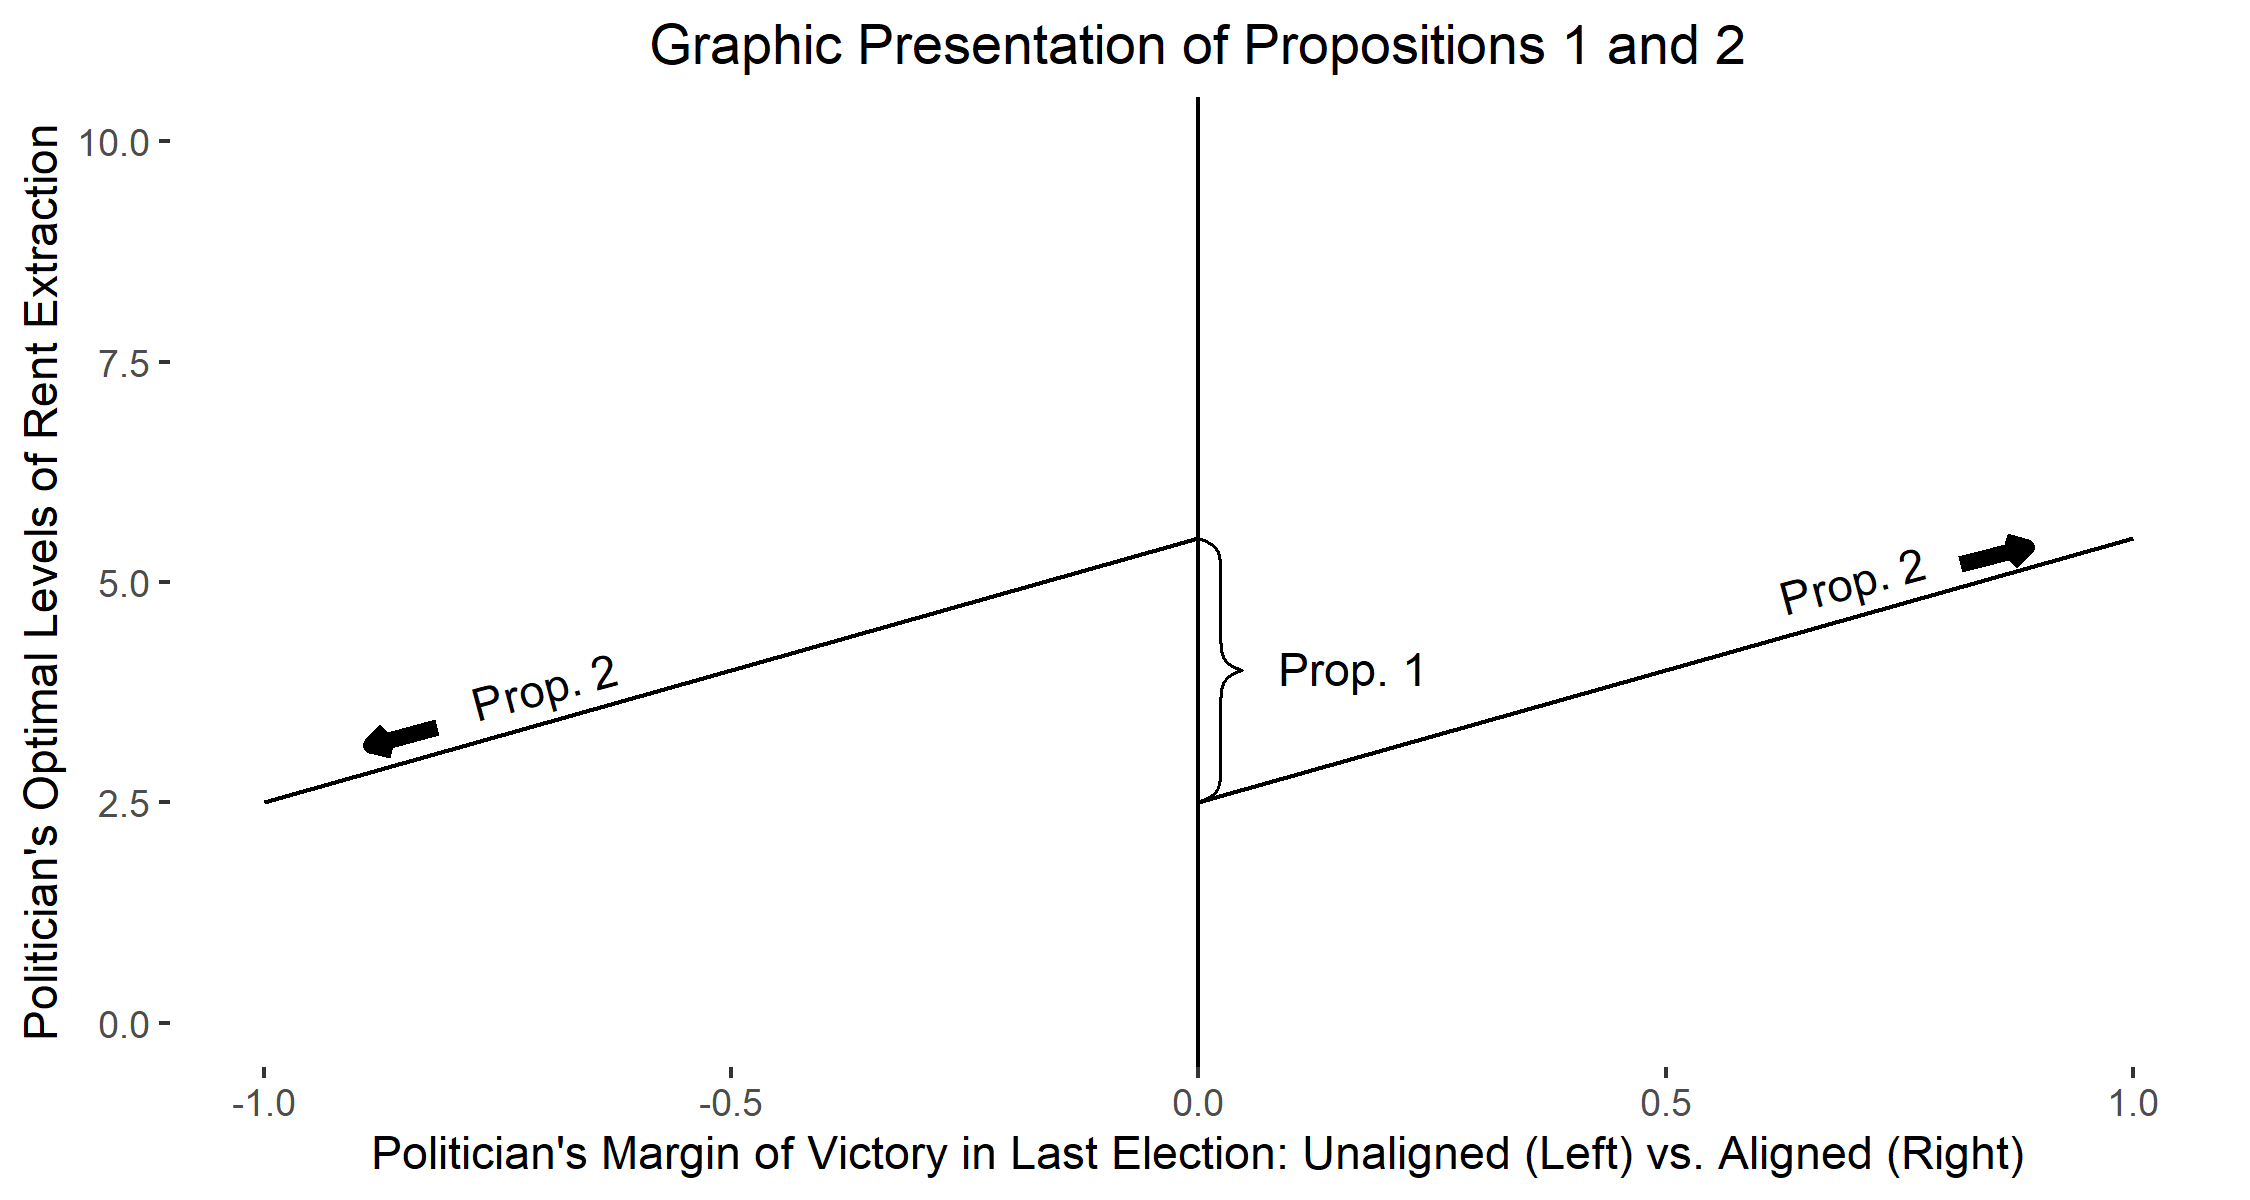 Graphic Presentation of Propositions 1 and 2
Politician's Optimal Levels of Rent Extraction
10.0
7.5
5.0
2.5
0.0
Prop. 2
Prop. 1
Prop. 2
-1.0
-0.5
0.0
0.5
1.0
Politician's Margin of Victory in Last Election: Unaligned (Left) vs. Aligned (Right)